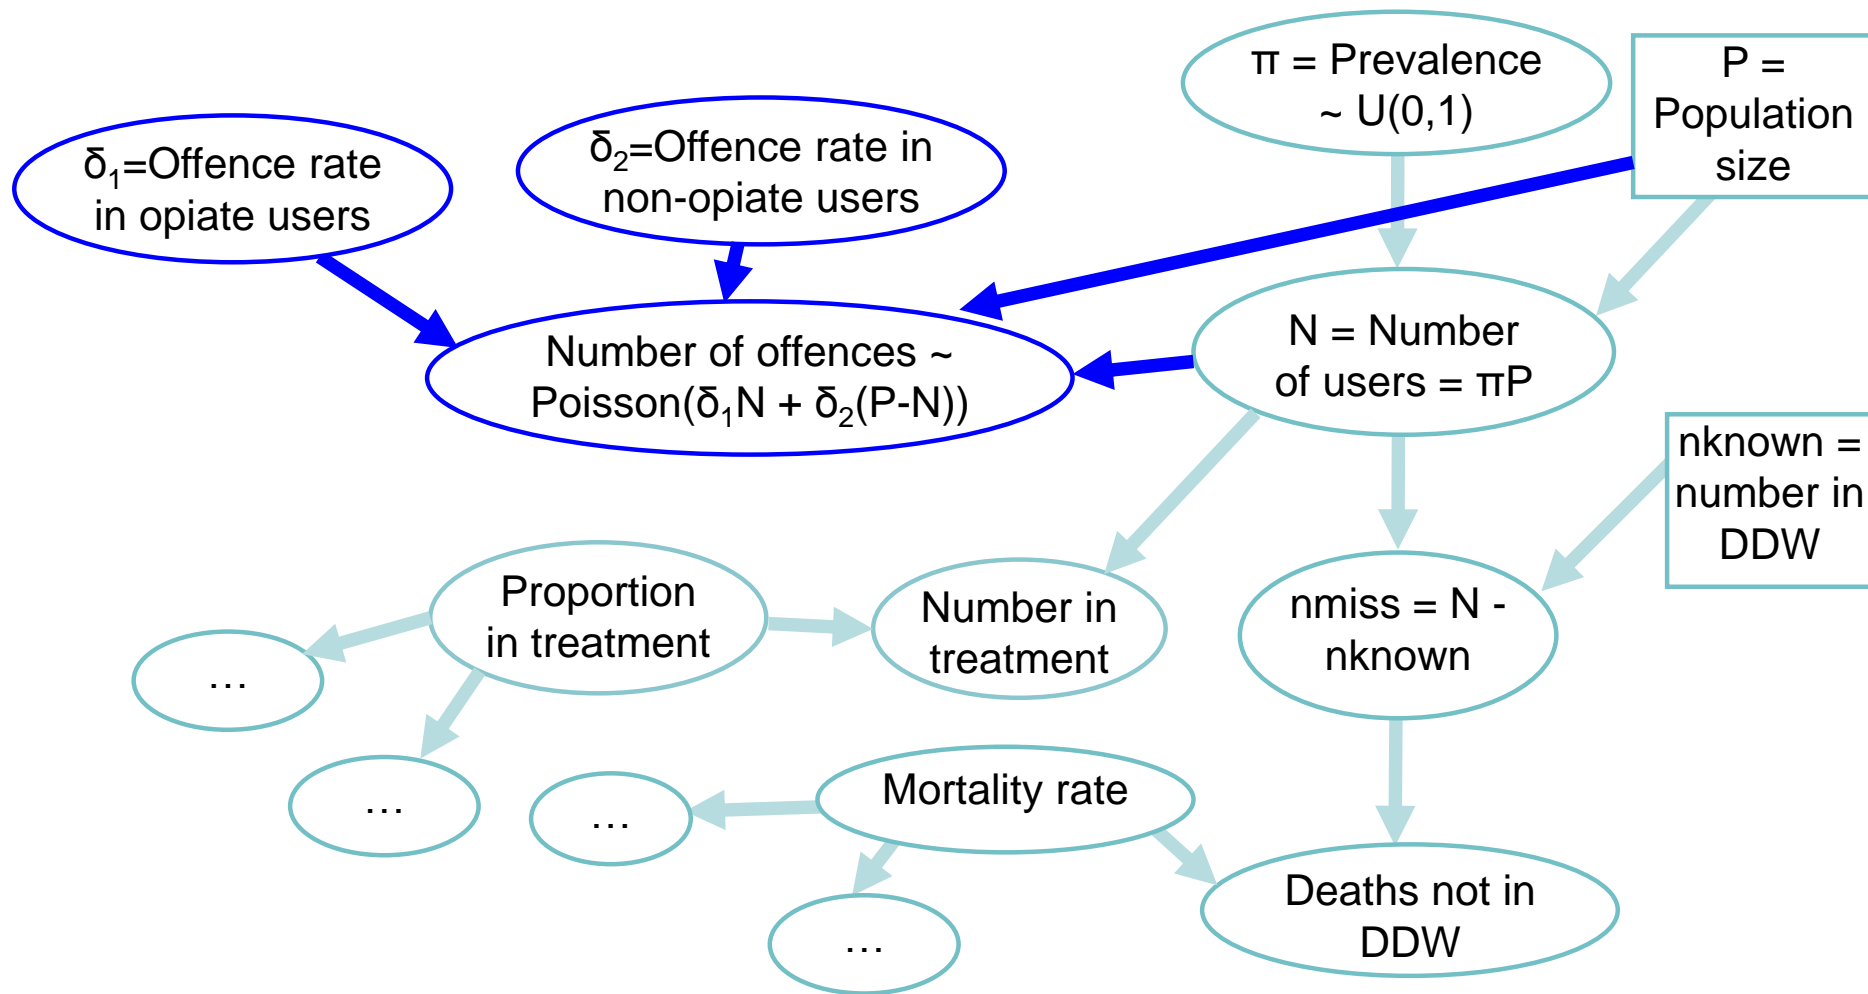 π = Prevalence
~ U(0,1)
P =
Population
size
δ₁=Offence rate
in opiate users
δ₂=Offence rate in
non-opiate users
Number of offences ~
Poisson(δ₁N + δ₂(P-N))
N = Number
of users = πP
nknown =
number in
DDW
Proportion
in treatment
Number in
treatment
nmiss = N -
nknown
…
…
…
Mortality rate
…
Deaths not in
DDW